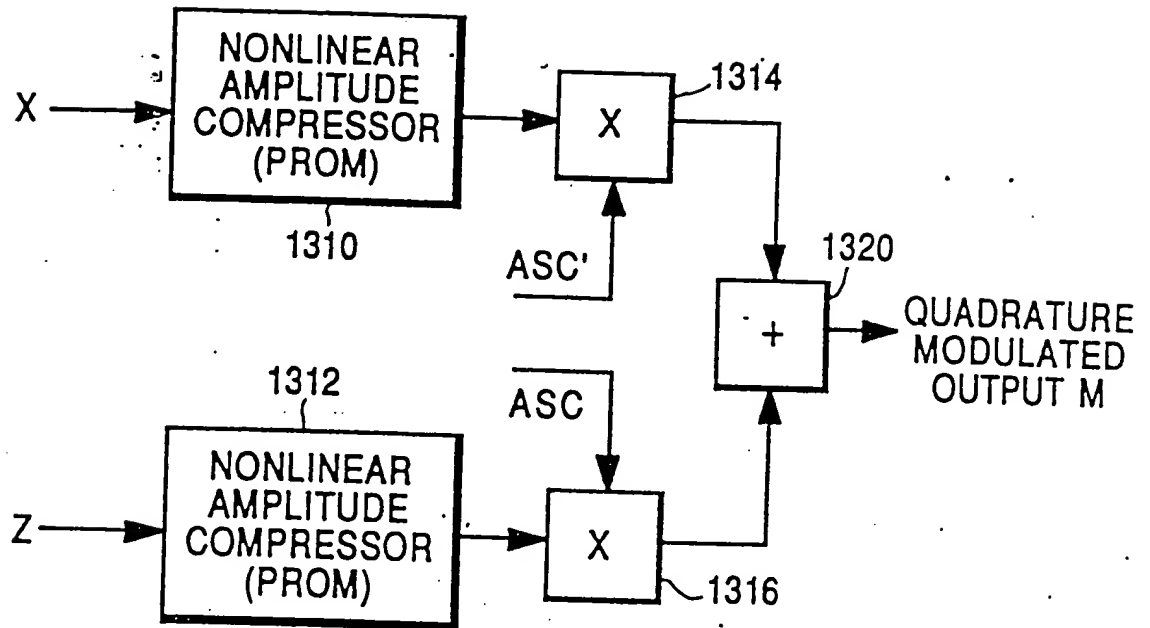 NONLINEAR
AMPLITUDE
COMPRESSOR
(PROM)
X
1310
X
1314
ASC'
1320
+
QUADRATURE
MODULATED
OUTPUT M
ASC
1312
NONLINEAR
AMPLITUDE
COMPRESSOR
(PROM)
Z
X
1316